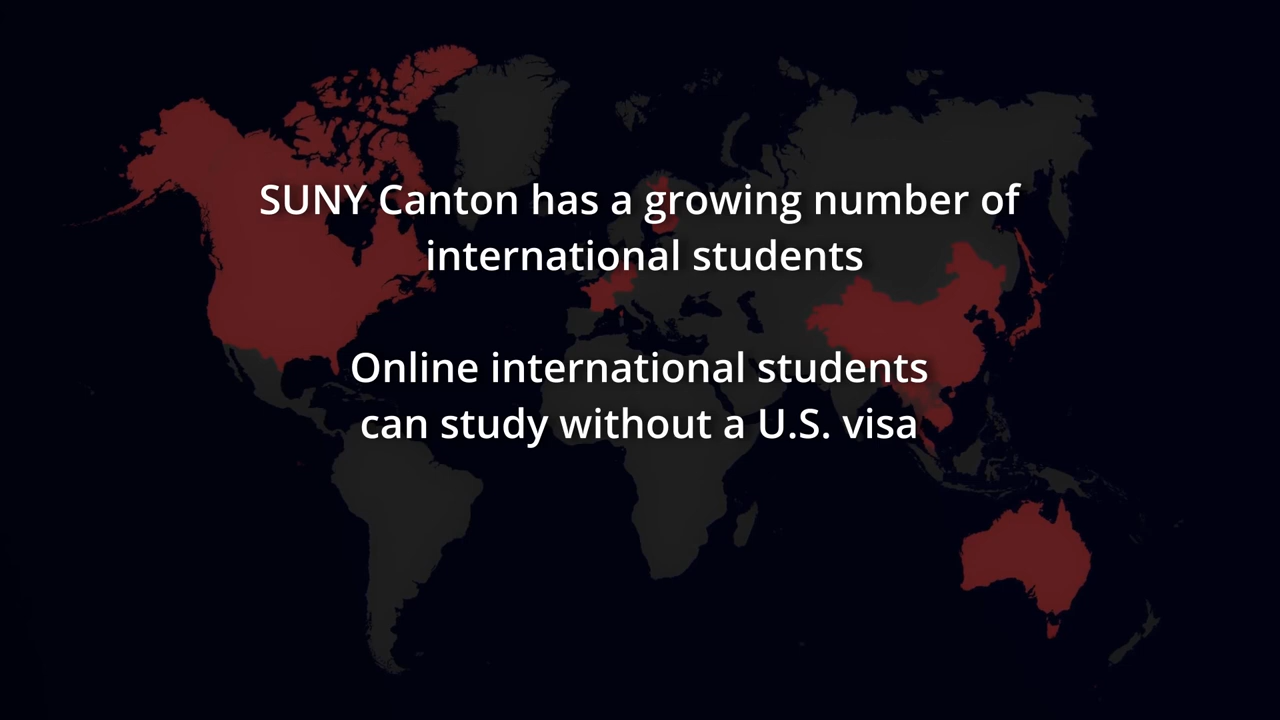 SUNY Canton has a growing number of
international students
Online international students
can study without a U.S. visa